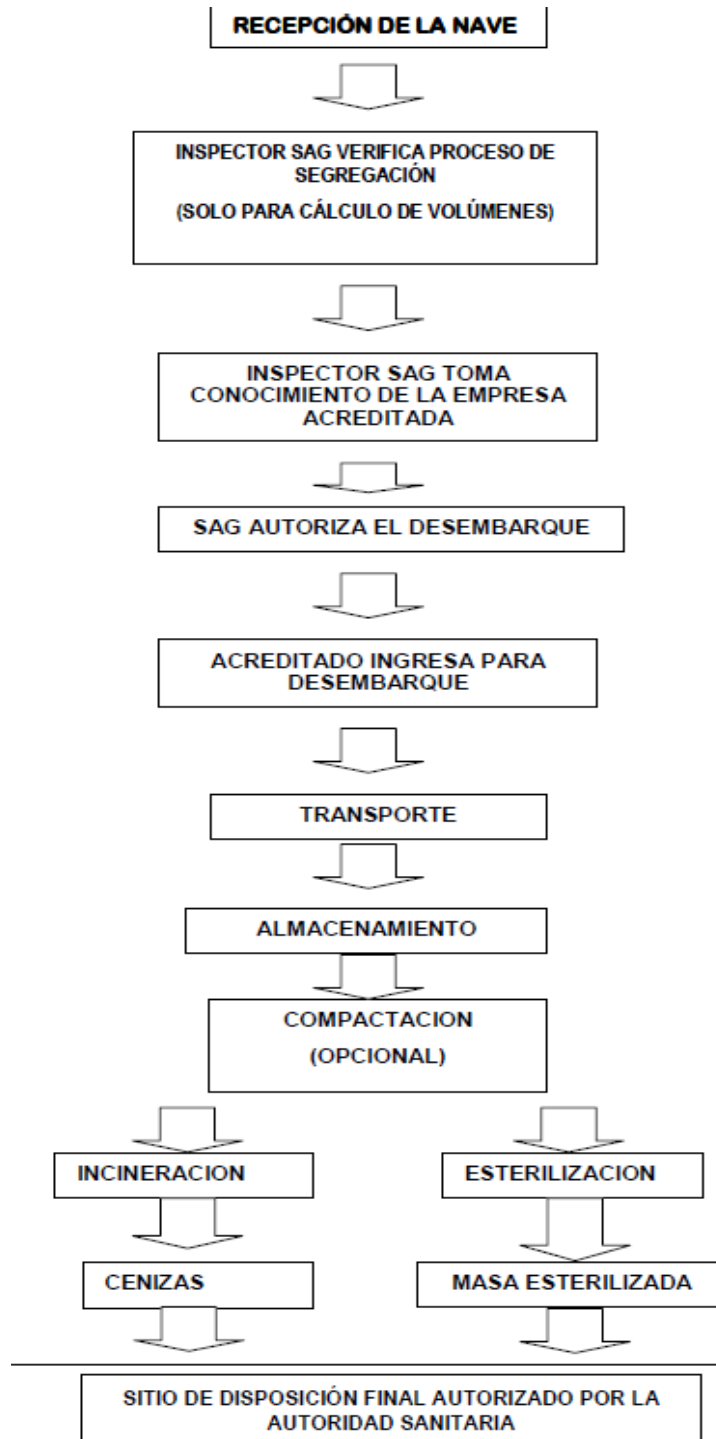 RECEPCIÓN DE LA NAVE
INSPECTOR SAG VERIFICA PROCESO DE
SEGREGACIÓN
(SOLO PARA CÁLCULO DE VOLÚMENES)
INSPECTOR SAG TOMA
CONOCIMIENTO DE LA EMPRESA
ACREDITADA
SAG AUTORIZA EL DESEMBARQUE
ACREDITADO INGRESA PARA
DESEMBARQUE
TRANSPORTE
ALMACENAMIENTO
COMPACTACION
(OPCIONAL)
INCINERACION
ESTERILIZACION
CENIZAS
MASA ESTERILIZADA
SITIO DE DISPOSICIÓN FINAL AUTORIZADO POR LA
AUTORIDAD SANITARIA